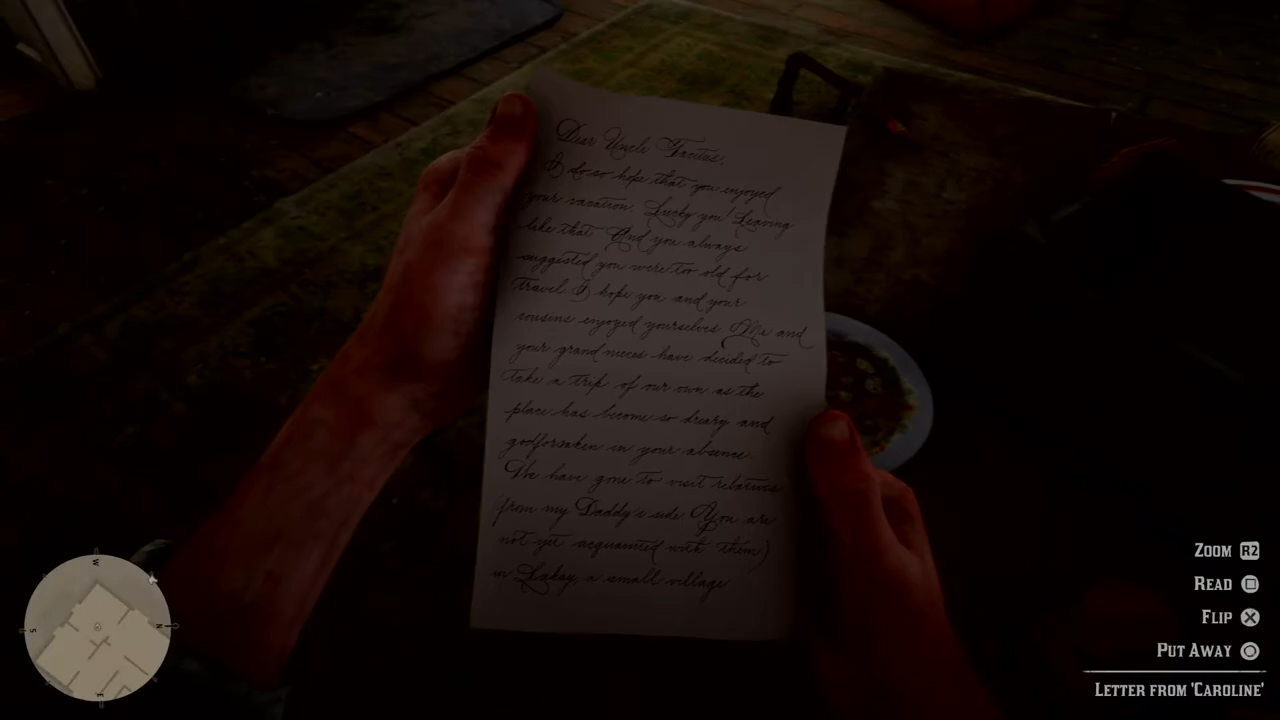 Dear Uncle Tacitus,
I do so hope that you enjoyed
your vacation. Lucky you! Leaving
like that. And you always
suggested you were too old for
travel. I hope you and your
cousins enjoyed yourselves. Me and
your grand nieces have decided to
take a trip of our own as the
place has become so dreary and
godforsaken in your absence.
We have gone to visit relatives
from my Daddy's side (You are
not yet acquainted with them)
in Lakay, a small village
ZOOM R2
READ
FLIP
PUT AWAY
LETTER FROM 'CAROLINE'
W
N
S
E